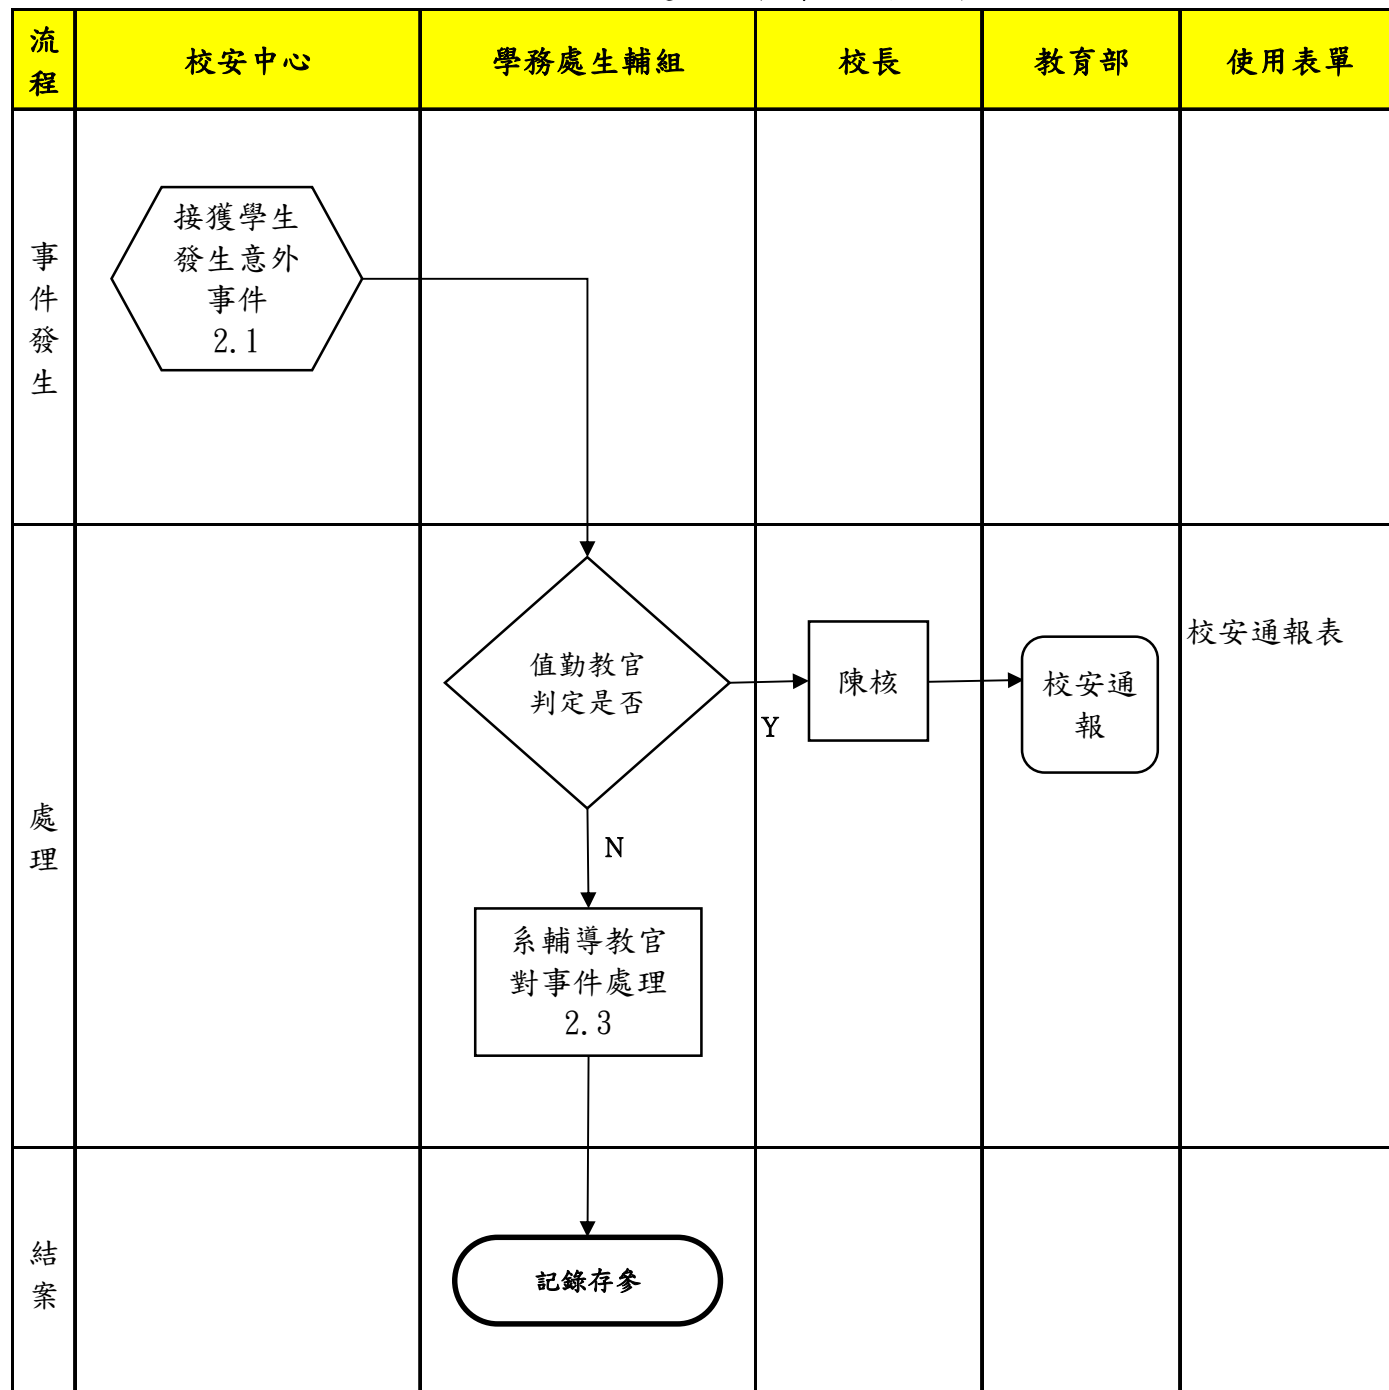 流
程
校安中心
學務處生輔組
校長
教育部
使用表單
事
件
發
生
接獲學生
發生意外
事件
2.1
處
理
值勤教官
判定是否
Y
陳核
校安通
報
校安通報表
N
系輔導教官
對事件處理
2.3
結
案
記錄存參